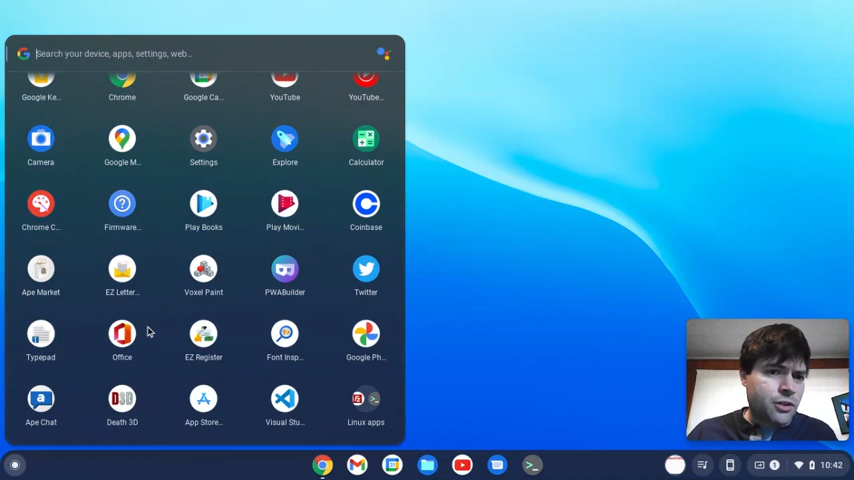 Search your device, apps, settings, web...
Google Ke...
Chrome
Google Ca...
YouTube
YouTube...
Camera
Google M...
Settings
Explore
Calculator
Chrome C...
Firmware...
Play Books
Play Movi...
Coinbase
Ape Market
EZ Letter...
Voxel Paint
PWABuilder
Twitter
Typepad
Office
EZ Register
Font Insp...
Google Ph...
Ape Chat
Death 3D
App Store...
Visual Stu...
Linux apps
10:42